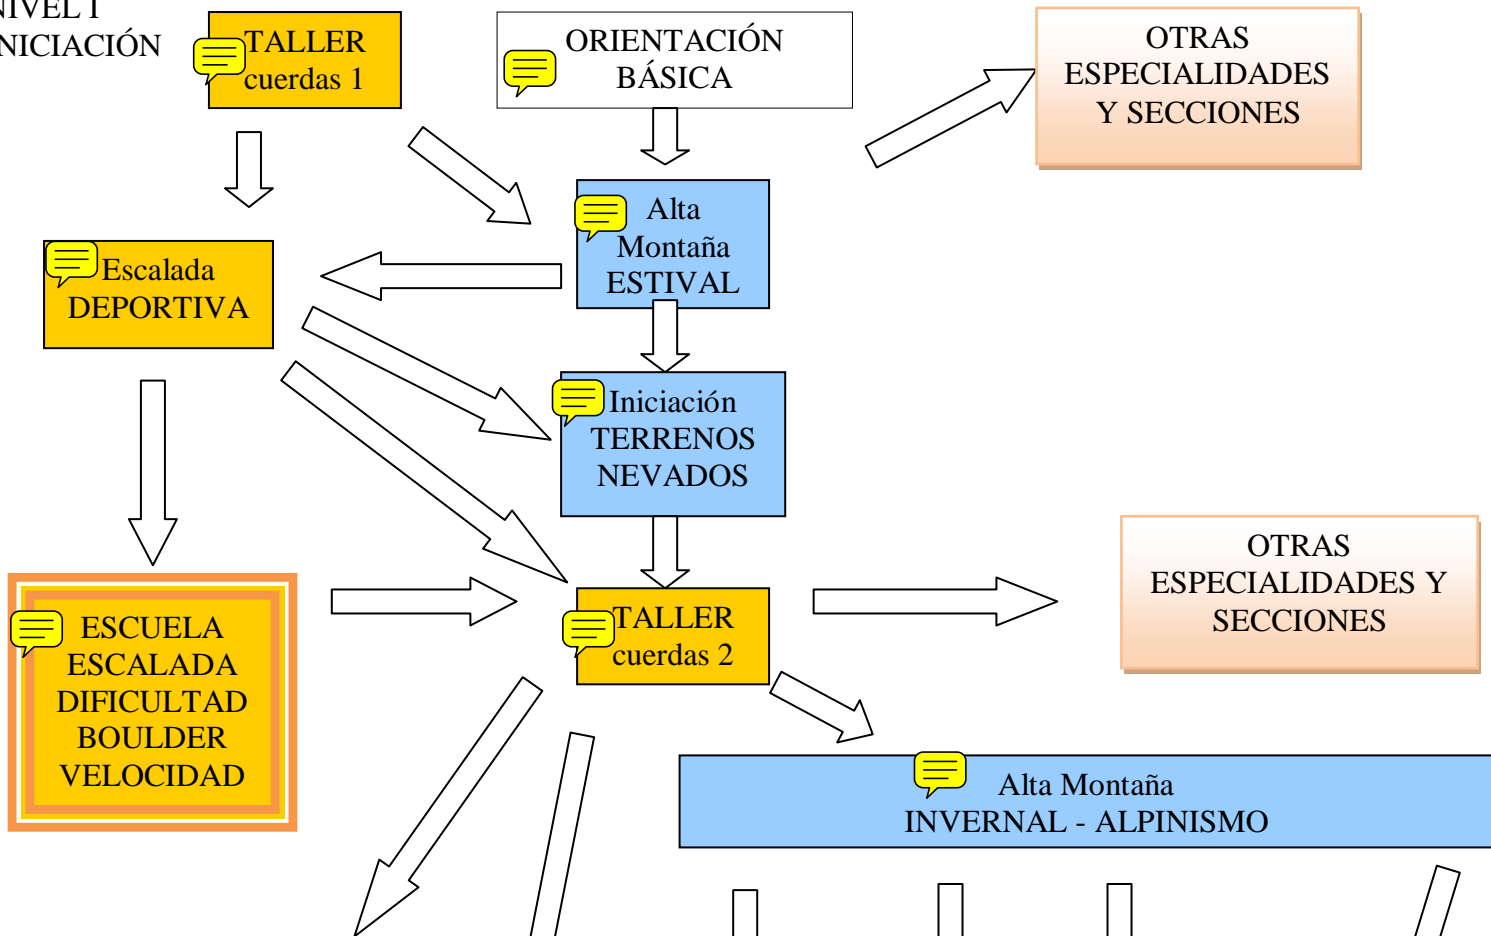 NIVEL I
INICIACIÓN
TALLER
cuerdas 1
ORIENTACIÓN
BÁSICA
OTRAS
ESPECIALIDADES
Y SECCIONES
Alta
Montaña
ESTIVAL
Escalada
DEPORTIVA
Iniciación
TERRENOS
NEVADOS
OTRAS
ESPECIALIDADES Y
SECCIONES
TALLER
cuerdas 2
ESCUELA
ESCALADA
DIFICULTAD
BOULDER
VELOCIDAD
Alta Montaña
INVERNAL - ALPINISMO